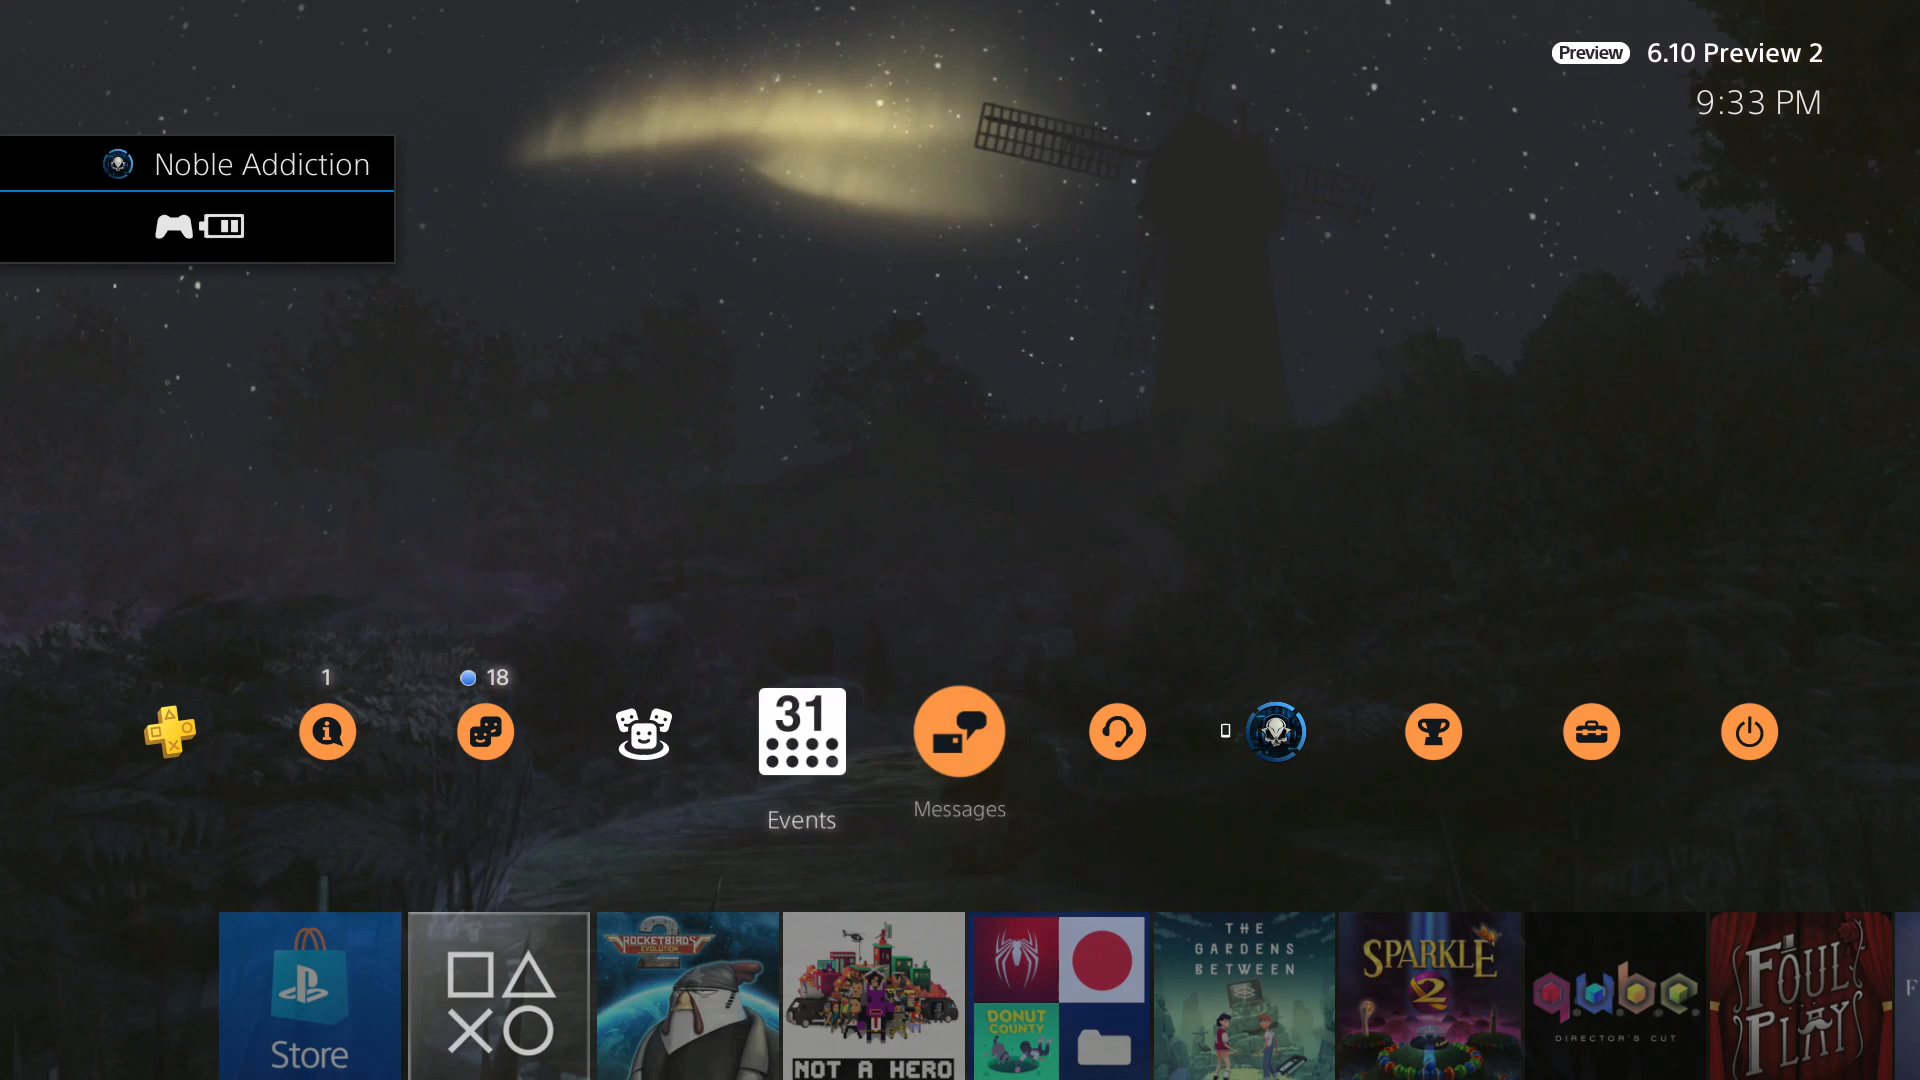 Preview 6.10 Preview 2
9:33 PM
Noble Addiction
1
18
31
Events
Messages
Store
ROCKETBIRDS
2
EVOLUTION
NOT A HERO
DONUT
COUNTY
THE
GARDENS
BETWEEN
SPARKLE
2
q.u.b.e.
DIRECTOR'S CUT
FOUL
PLAY
F